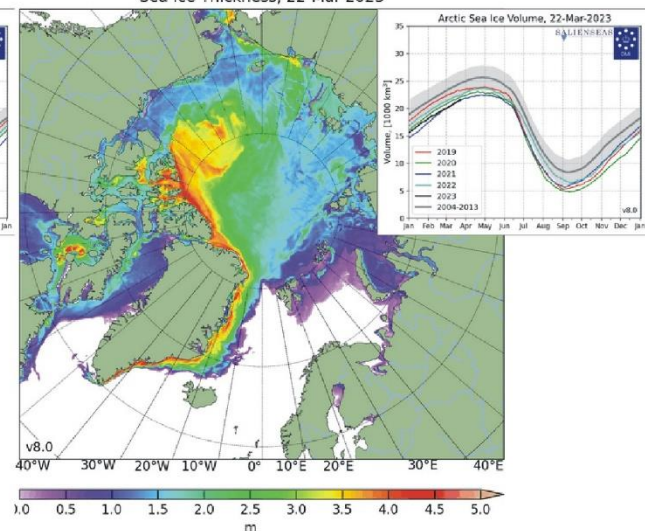 Sea Ice Thickness, 22-Mar-2023
Arctic Sea Ice Volume, 22-Mar-2023
SALIENSEAS
35
30
25
20
15
10
5
0
Volume, [1000 km³]
2019
2020
2021
2022
2023
2004-2013
v8.0
Jan Feb Mar Apr May Jun Jul Aug Sep Oct Nov Dec Jan
Jan
v8.0
40°W 30°W 20°W 10°W 0° 10°E 20°E 30°E 40°E
0.0 0.5 1.0 1.5 2.0 2.5 3.0 3.5 4.0 4.5 5.0
m